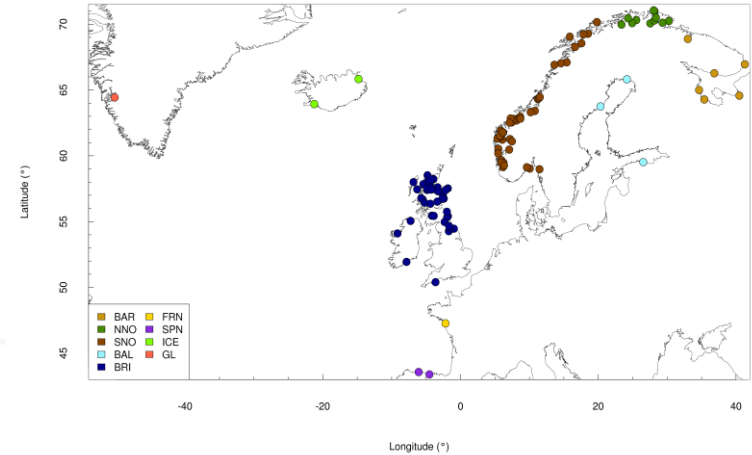 70
65
60
55
50
45
Latitude (°)
BAR FRN
NNO SPN
SNO ICE
BAL GL
BRI
-40 -20 0 20 40
Longitude (°)